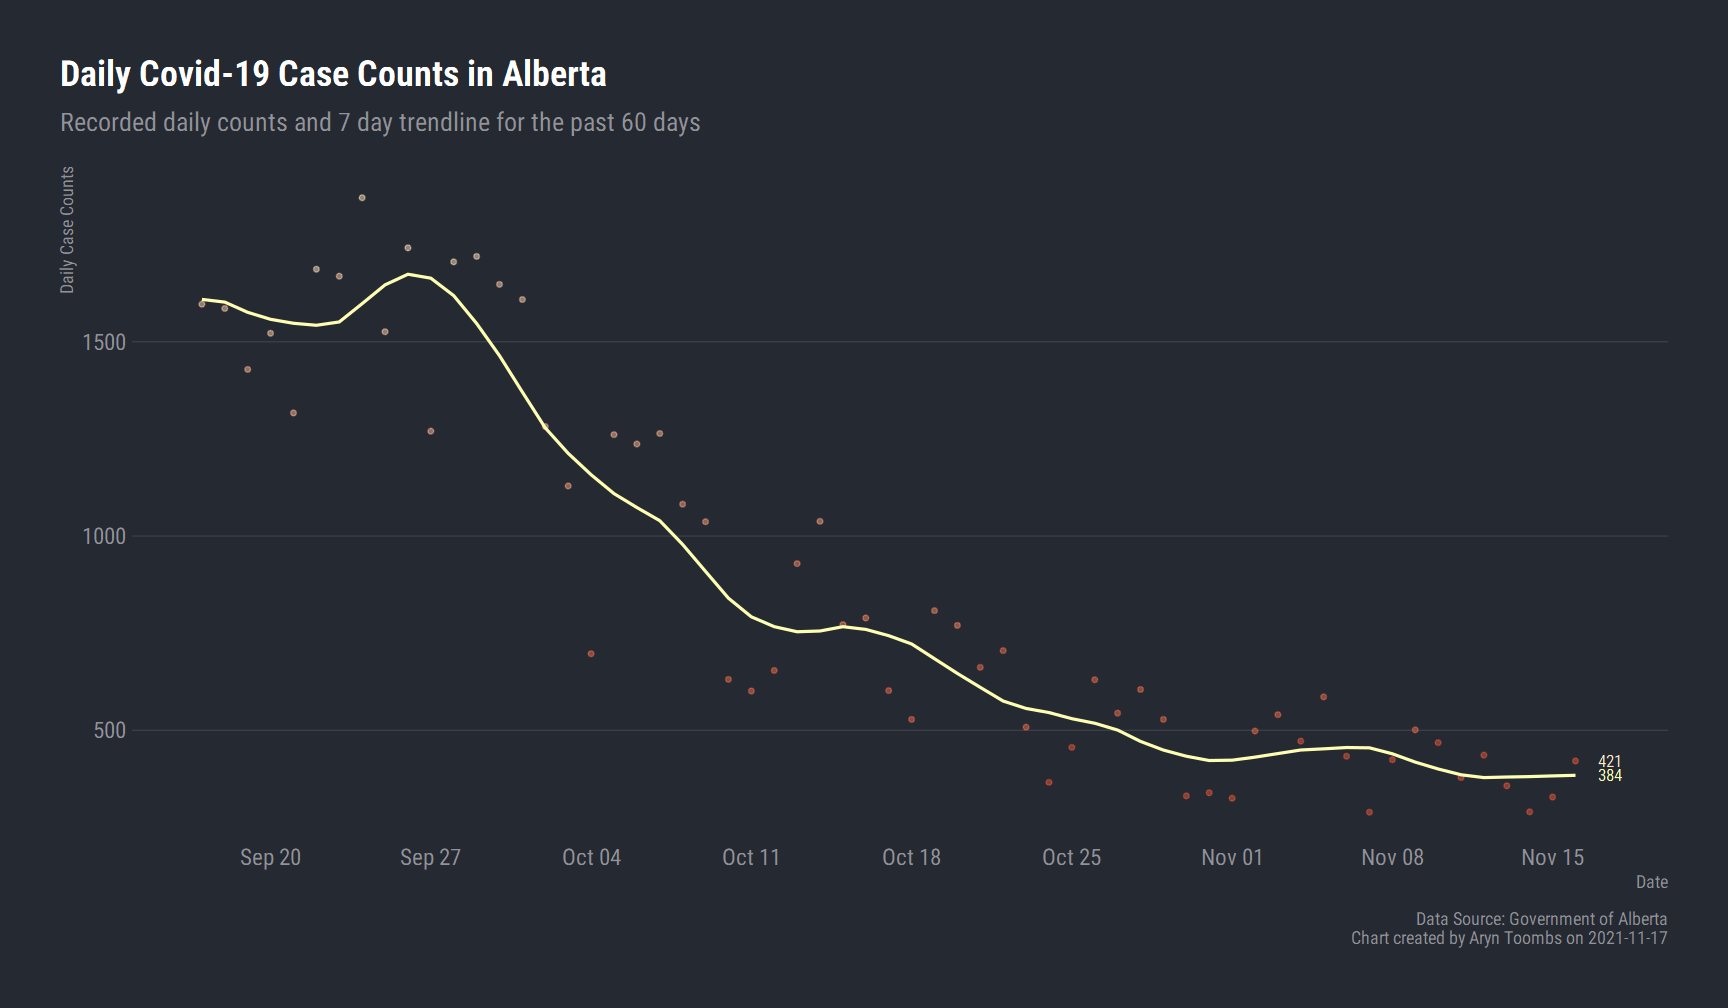 Daily Covid-19 Case Counts in Alberta
Recorded daily counts and 7 day trendline for the past 60 days
Daily Case Counts
1500
1000
500
421
384
Sep 20 Sep 27 Oct 04 Oct 11 Oct 18 Oct 25 Nov 01 Nov 08 Nov 15
Date
Data Source: Government of Alberta
Chart created by Aryn Toombs on 2021-11-17